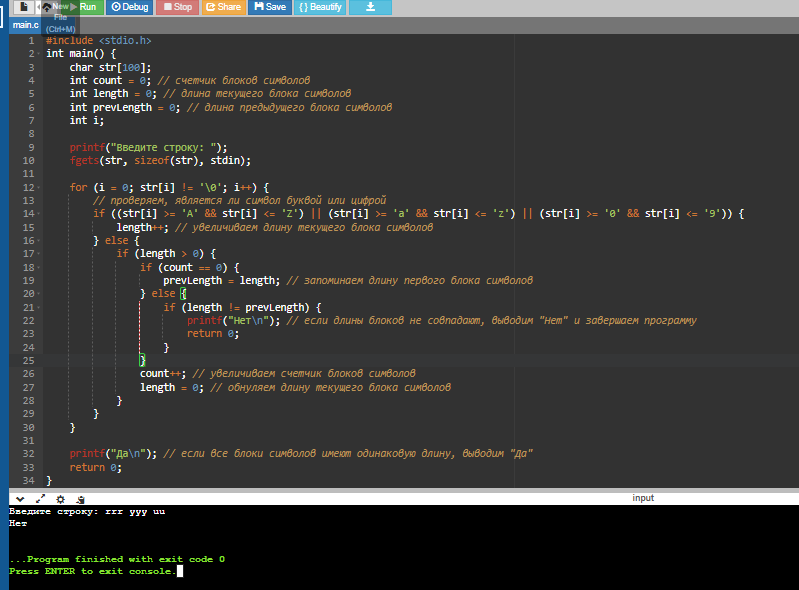 New Run Debug Stop Share Save {} Beautify
File
main.c (Ctrl+M)
1 #include <stdio.h>
2 int main() {
3 char str[100];
4 int count = 0; // счетчик блоков символов
5 int length = 0; // длина текущего блока символов
6 int prevLength = 0; // длина предыдущего блока символов
7 int i;
8
9 printf("Введите строку: ");
10 fgets(str, sizeof(str), stdin);
11
12 for (i = 0; str[i] != '\0'; i++) {
13 // проверяем, является ли символ буквой или цифрой
14 if ((str[i] >= 'A' && str[i] <= 'Z') || (str[i] >= 'a' && str[i] <= 'z') || (str[i] >= '0' && str[i] <= '9')) {
15 length++; // увеличиваем длину текущего блока символов
16 } else {
17 if (length > 0) {
18 if (count == 0) {
19 prevLength = length; // запоминаем длину первого блока символов
20 } else {
21 if (length != prevLength) {
22 printf("Нет\n"); // если длины блоков не совпадают, выводим "Нет" и завершаем программу
23 return 0;
24 }
25 }
26 count++; // увеличиваем счетчик блоков символов
27 length = 0; // обнуляем длину текущего блока символов
28 }
29 }
30 }
31
32 printf("Да\n"); // если все блоки символов имеют одинаковую длину, выводим "Да"
33 return 0;
34 }
input
Введите строку: rrr yyy uu
Нет
...Program finished with exit code 0
Press ENTER to exit console.